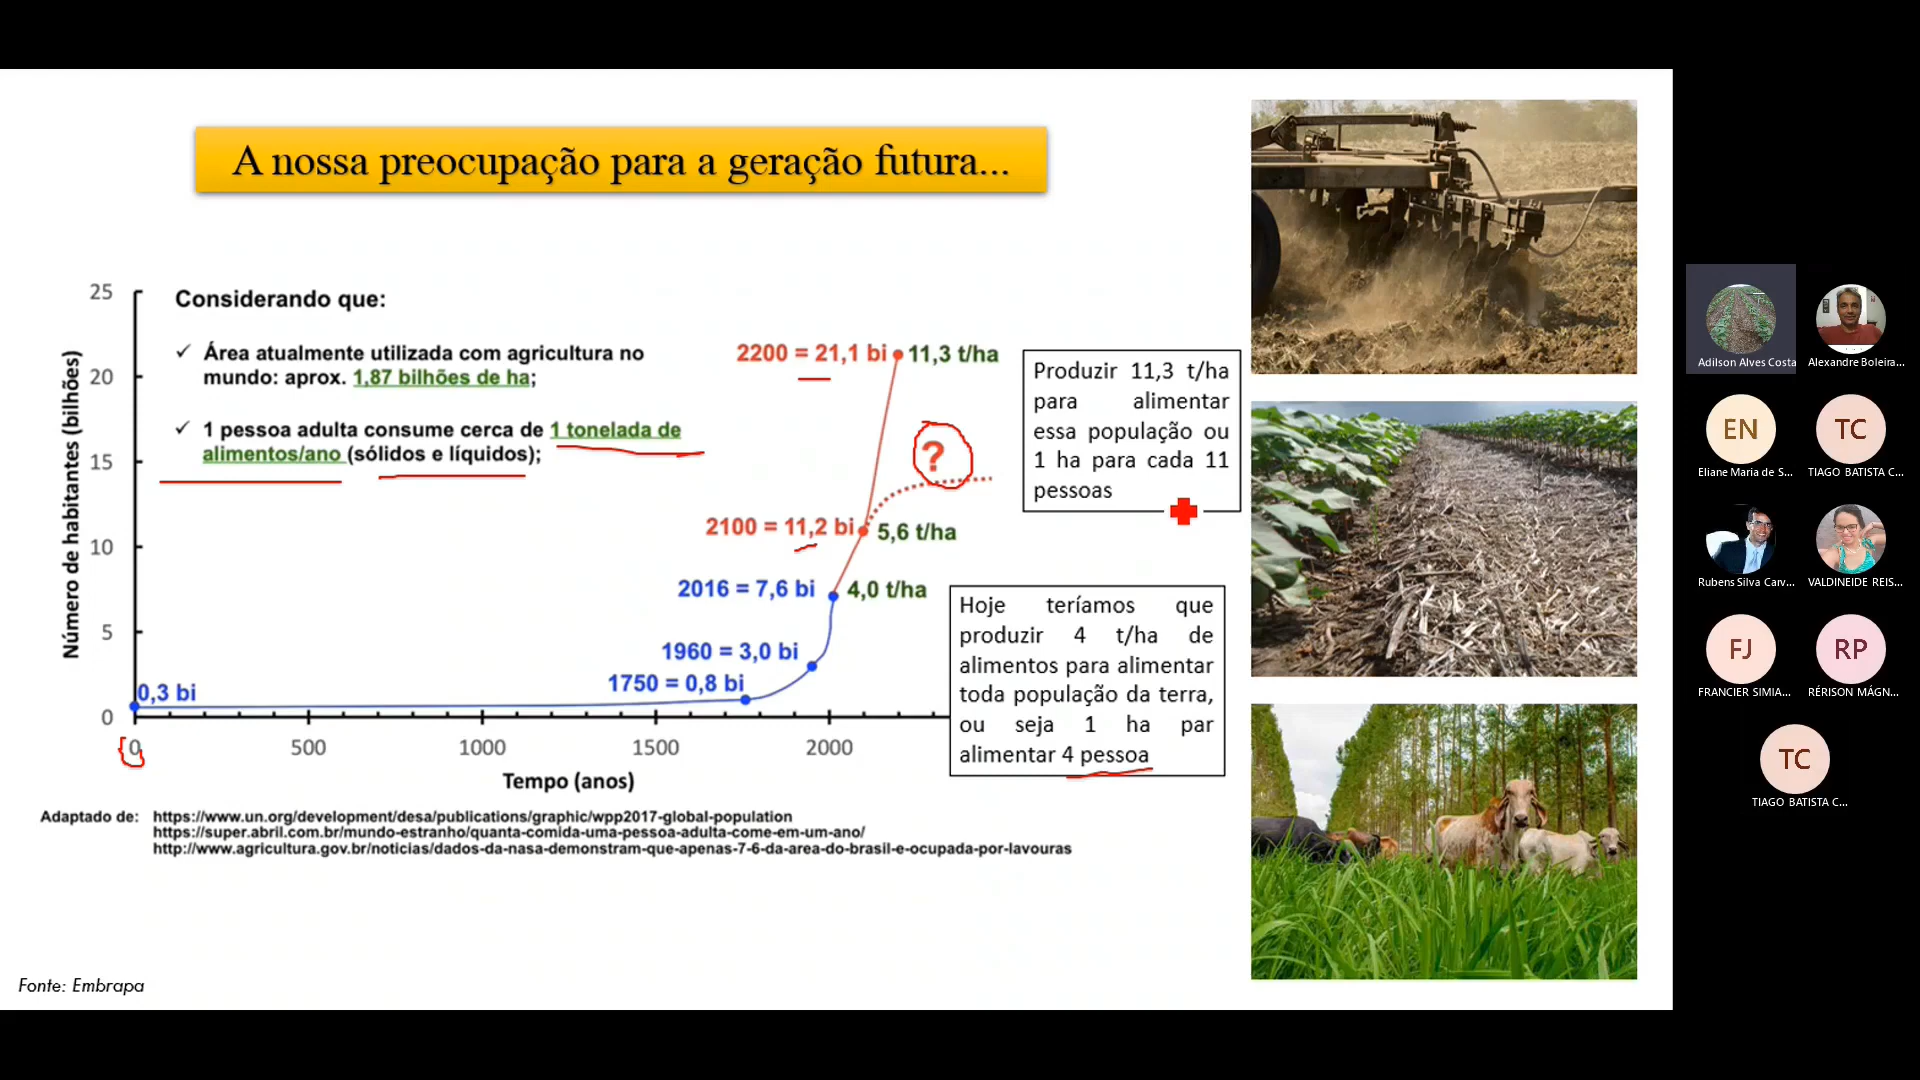 A nossa preocupação para a geração futura...
25
20
15
10
5
0
Número de habitantes (bilhões)
Considerando que:
✓ Área atualmente utilizada com agricultura no
mundo: aprox. 1,87 bilhões de ha;
✓ 1 pessoa adulta consume cerca de 1 tonelada de
alimentos/ano (sólidos e líquidos);
2200 = 21,1 bi
11,3 t/ha
?
2100 = 11,2 bi
5,6 t/ha
2016 = 7,6 bi
4,0 t/ha
1960 = 3,0 bi
1750 = 0,8 bi
0,3 bi
0 500 1000 1500 2000
Tempo (anos)
Produzir 11,3 t/ha
para alimentar
essa população ou
1 ha para cada 11
pessoas
Hoje teríamos que
produzir 4 t/ha de
alimentos para alimentar
toda população da terra,
ou seja 1 ha par
alimentar 4 pessoa
Adaptado de: https://www.un.org/development/desa/publications/graphic/wpp2017-global-population
https://super.abril.com.br/mundo-estranho/quanta-comida-uma-pessoa-adulta-come-em-um-ano/
http://www.agricultura.gov.br/noticias/dados-da-nasa-demonstram-que-apenas-7-6-da-area-do-brasil-e-ocupada-por-lavouras
Fonte: Embrapa
Adilson Alves Costa
Alexandre Boleira...
EN
Eliane Maria de S...
TC
TIAGO BATISTA C...
Rubens Silva Carv...
VALDINEIDE REIS...
FJ
FRANCIER SIMIA...
RP
RÉRISON MÁGN...
TC
TIAGO BATISTA C...